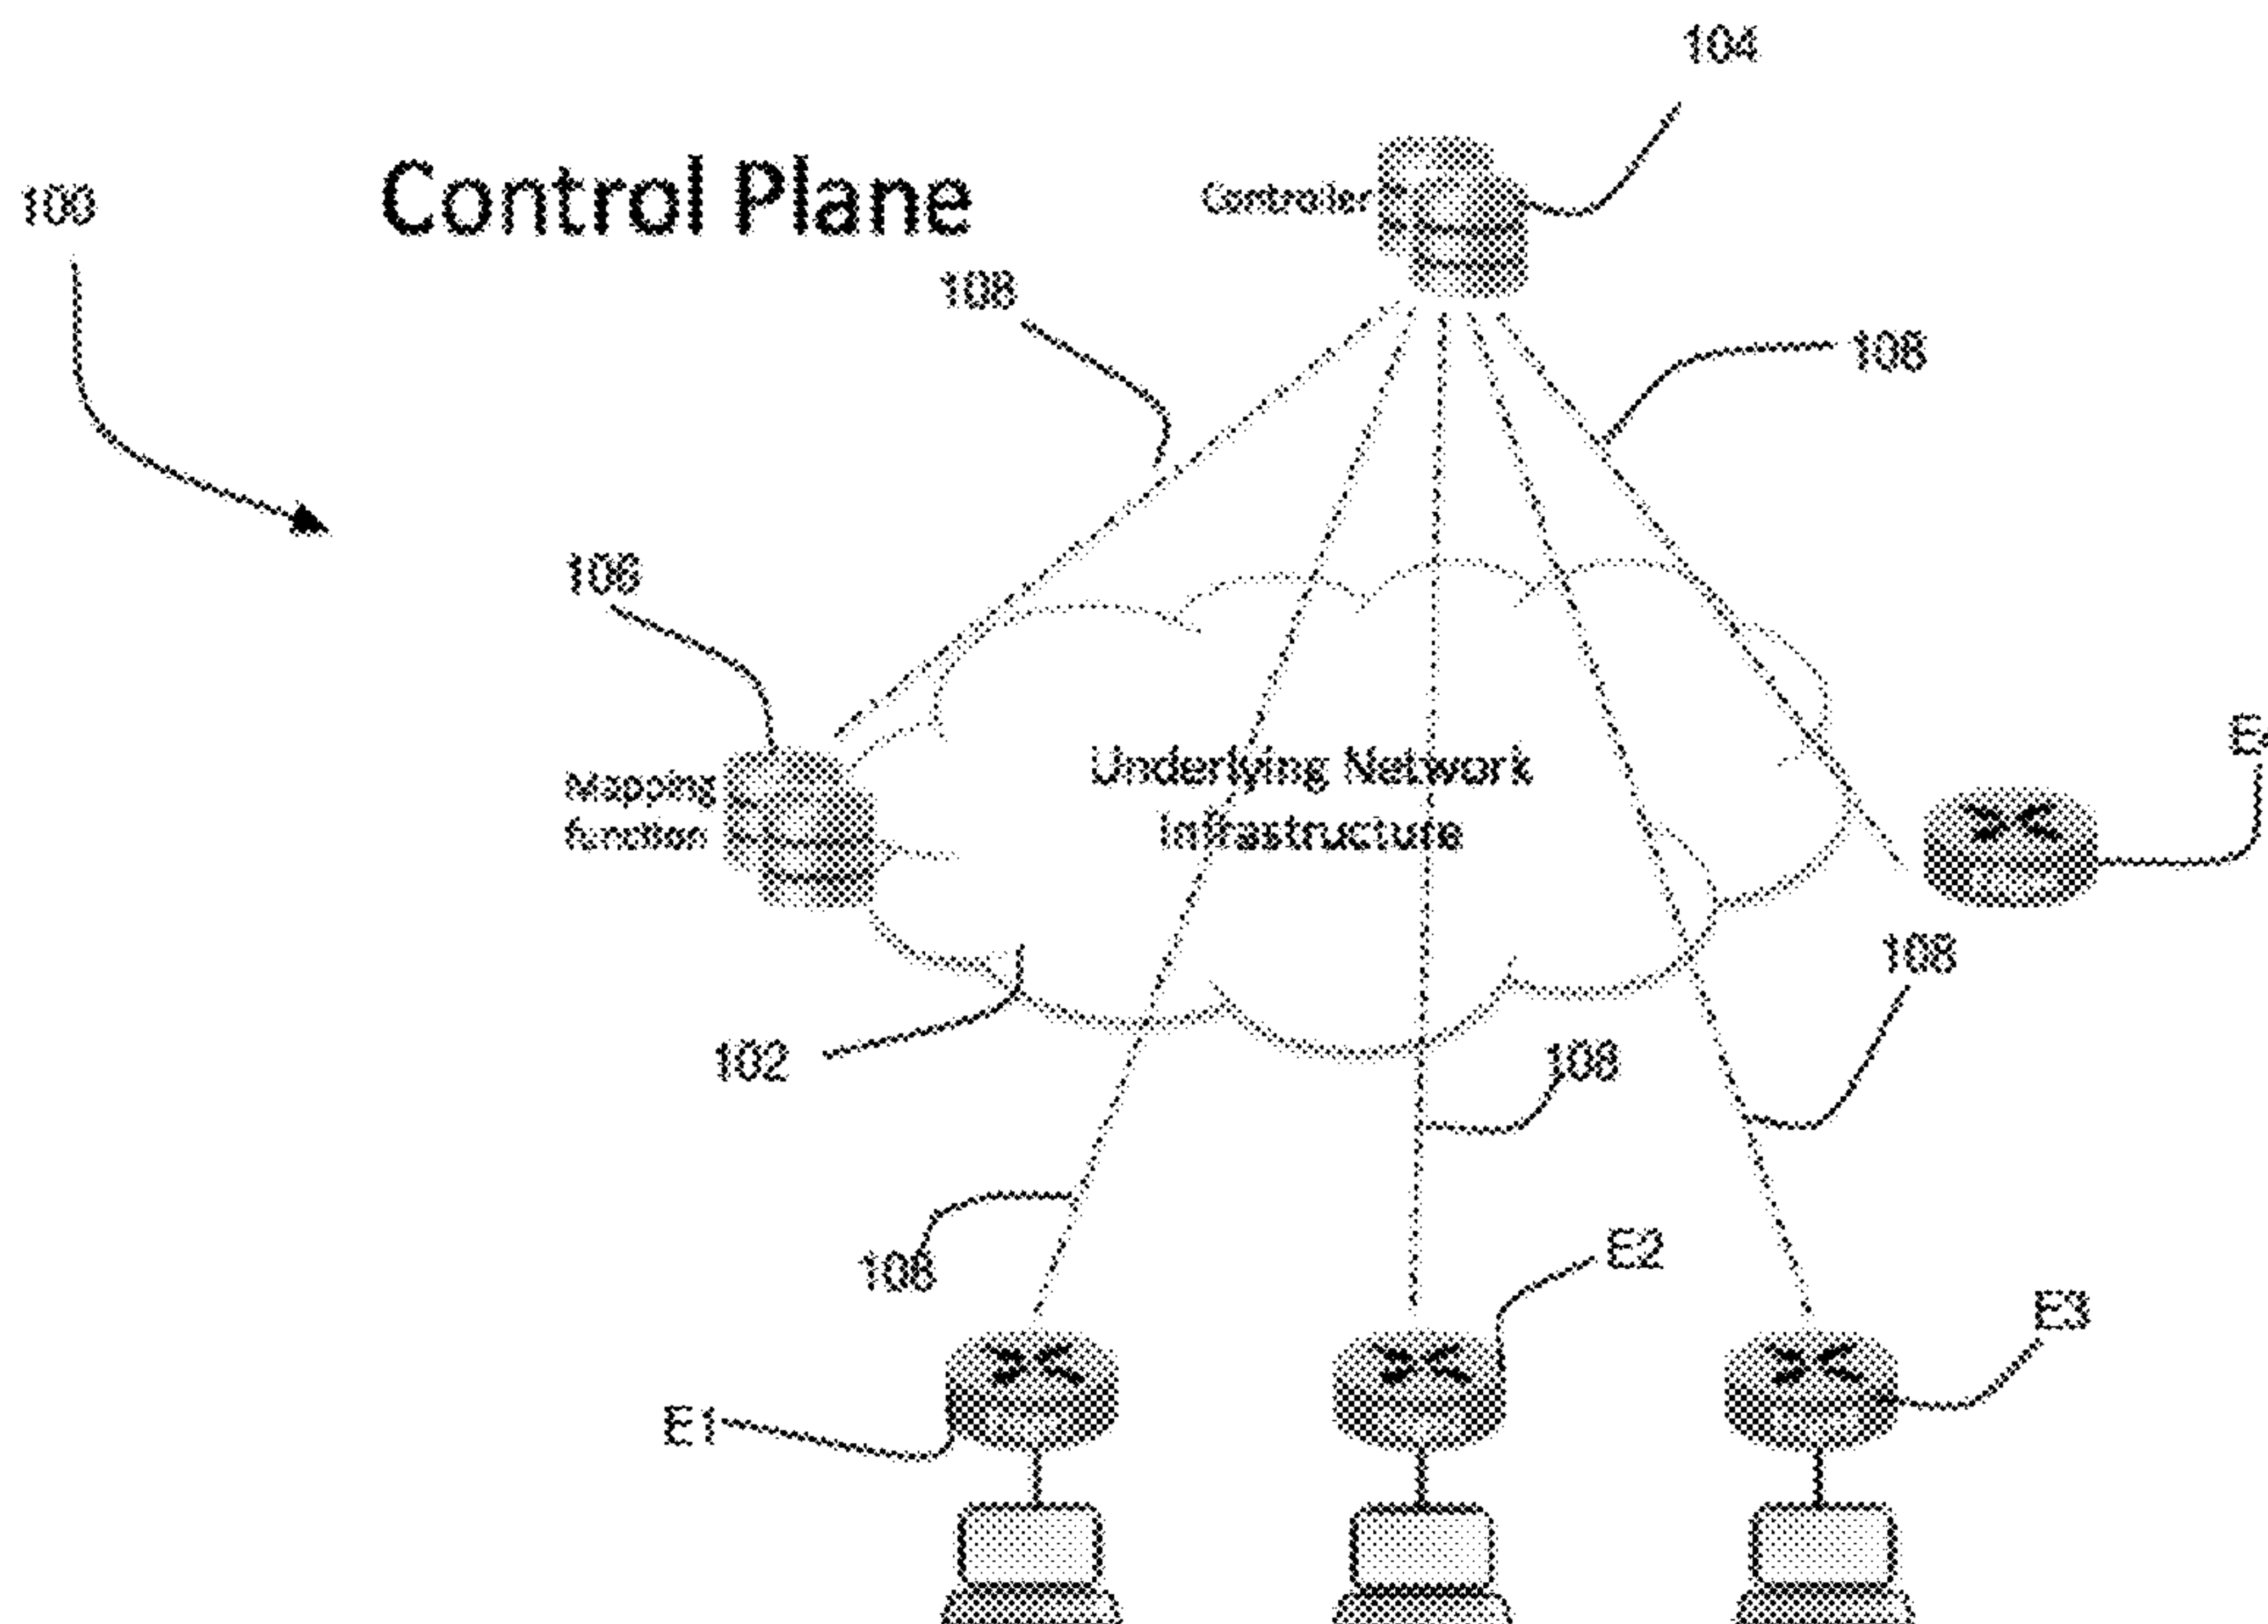 104
Control Plane
100
Controller
108
108
106
E
Mapping
function
Underlying Network
Infrastructure
108
102
108
108
E2
E3
E1